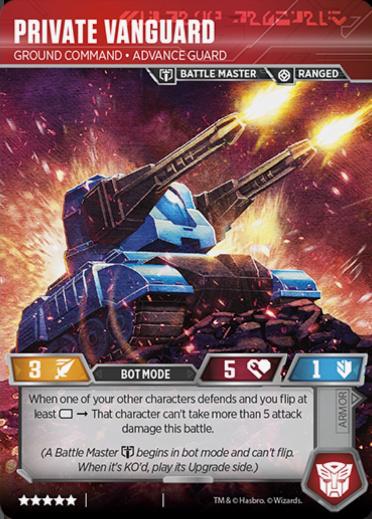 PRIVATE VANGUARD
GROUND COMMAND • ADVANCE GUARD
BATTLE MASTER RANGED
3 BOT MODE 5 1
When one of your other characters defends and you flip at
least → That character can't take more than 5 attack
damage this battle.
ARMOR
(A Battle Master begins in bot mode and can't flip.
When it's KO'd, play its Upgrade side.)
TM & © Hasbro. © Wizards.